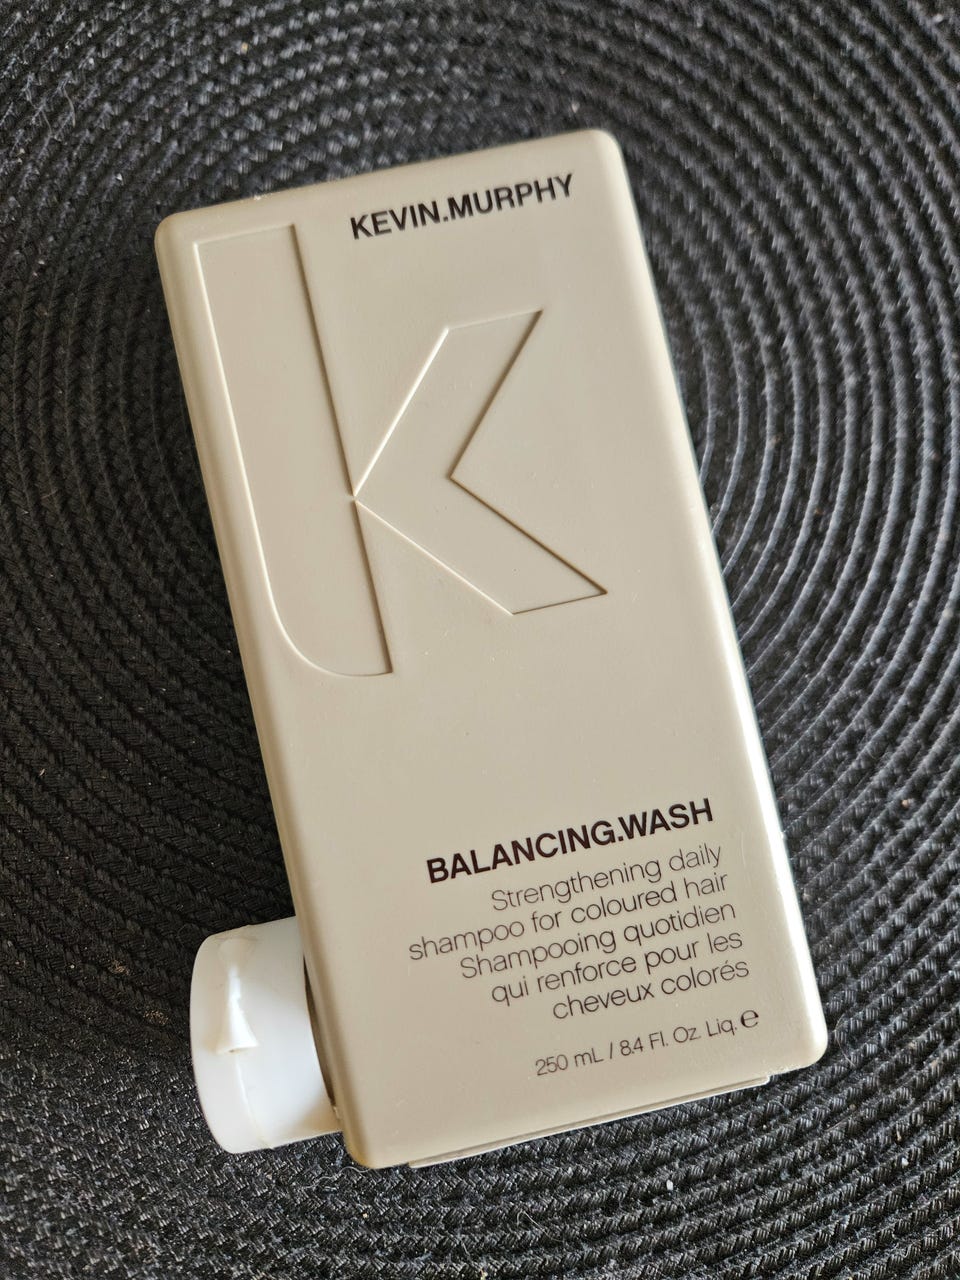 KEVIN.MURPHY
k
BALANCING.WASH
Strengthening daily
shampoo for coloured hair
Shampooing quotidien
qui renforce pour les
cheveux colorés
250 mL / 8.4 Fl. Oz. Liq. e